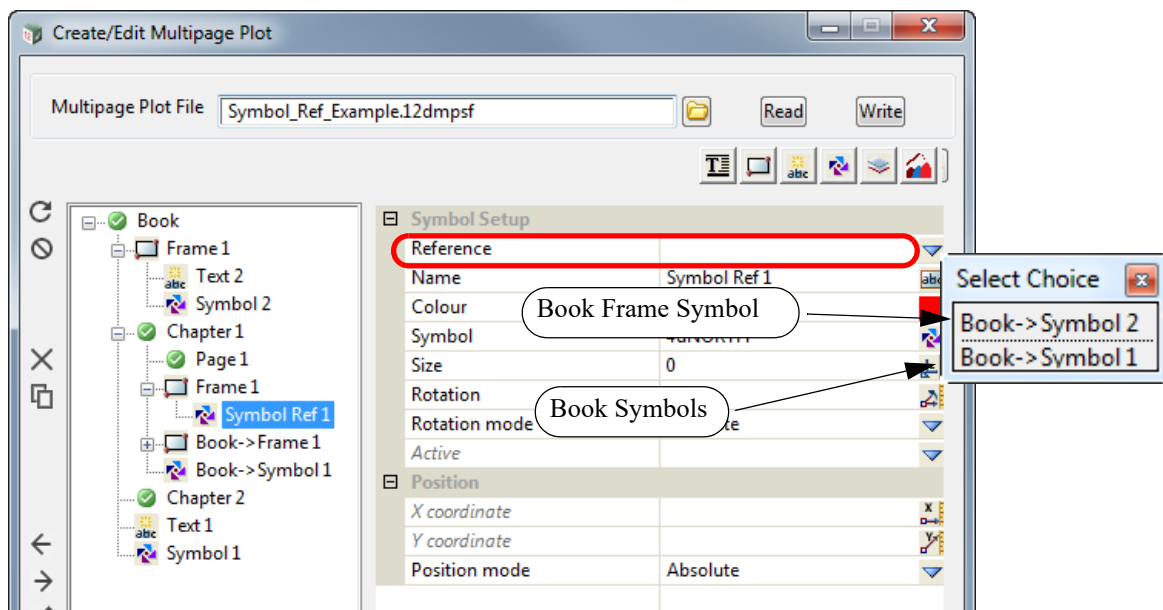 Create/Edit Multipage Plot
Multipage Plot File Symbol_Ref_Example.12dmpsf Read Write
T abc
Book
Frame 1
abc Text 2
Symbol 2
Chapter 1
Page 1
Frame 1
Symbol Ref 1
Book->Frame 1
Book->Symbol 1
Chapter 2
abc Text 1
Symbol 1
Symbol Setup
Reference
Name Symbol Ref 1
Colour
Symbol
Size 0
Rotation
Rotation mode
Active
Position
X coordinate X
Y coordinate Y
Position mode Absolute
Book Frame Symbol
Book Symbols
Select Choice
Book->Symbol 2
Book->Symbol 1